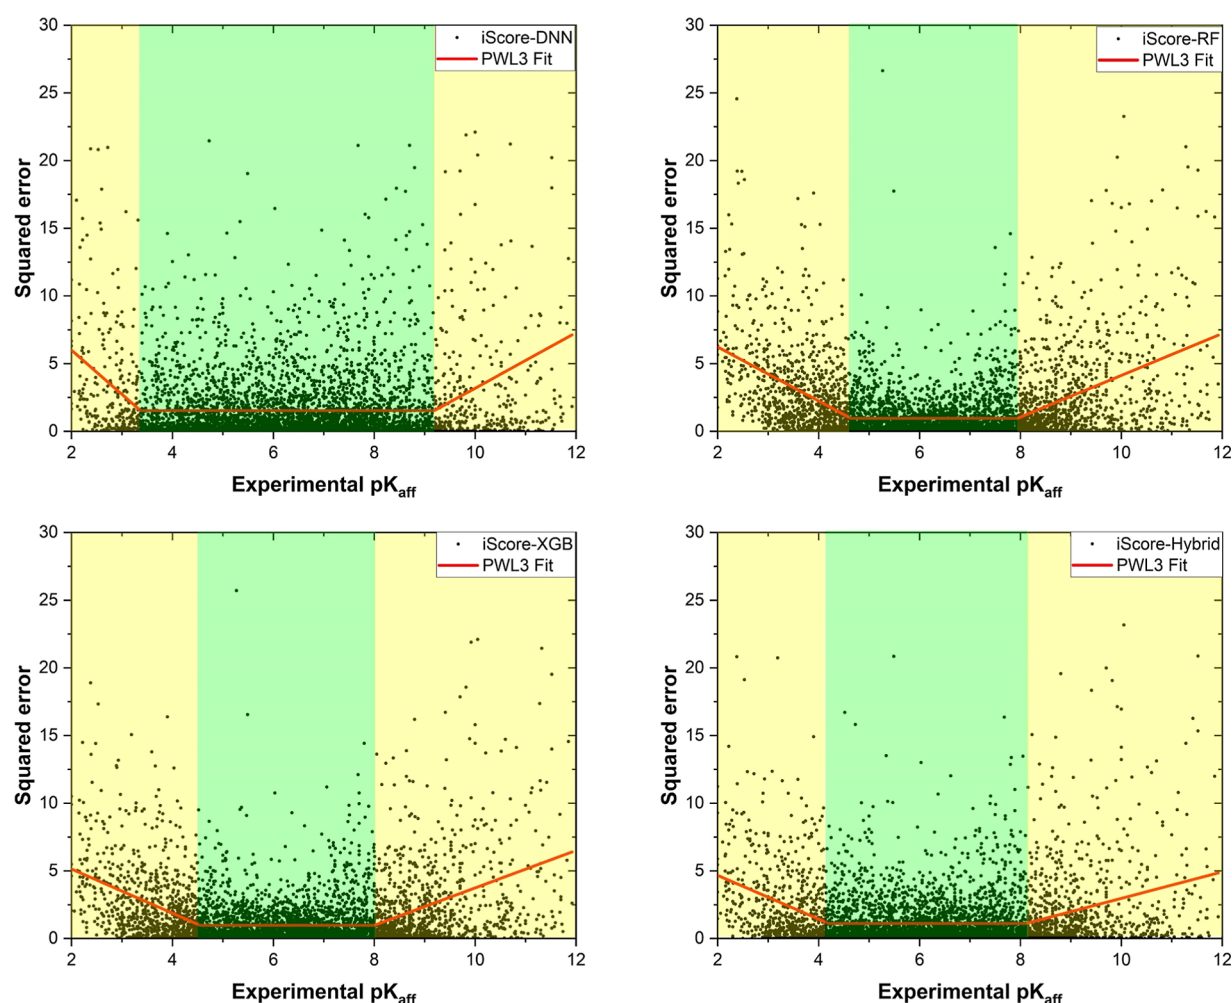 30
25
20
15
10
5
0
Squared error
iScore-DNN
PWL3 Fit
2 4 6 8 10 12
Experimental pKaff
30
25
20
15
10
5
0
Squared error
iScore-RF
PWL3 Fit
2 4 6 8 10 12
Experimental pKaff
30
25
20
15
10
5
0
Squared error
iScore-XGB
PWL3 Fit
2 4 6 8 10 12
Experimental pKaff
30
25
20
15
10
5
0
Squared error
iScore-Hybrid
PWL3 Fit
2 4 6 8 10 12
Experimental pKaff